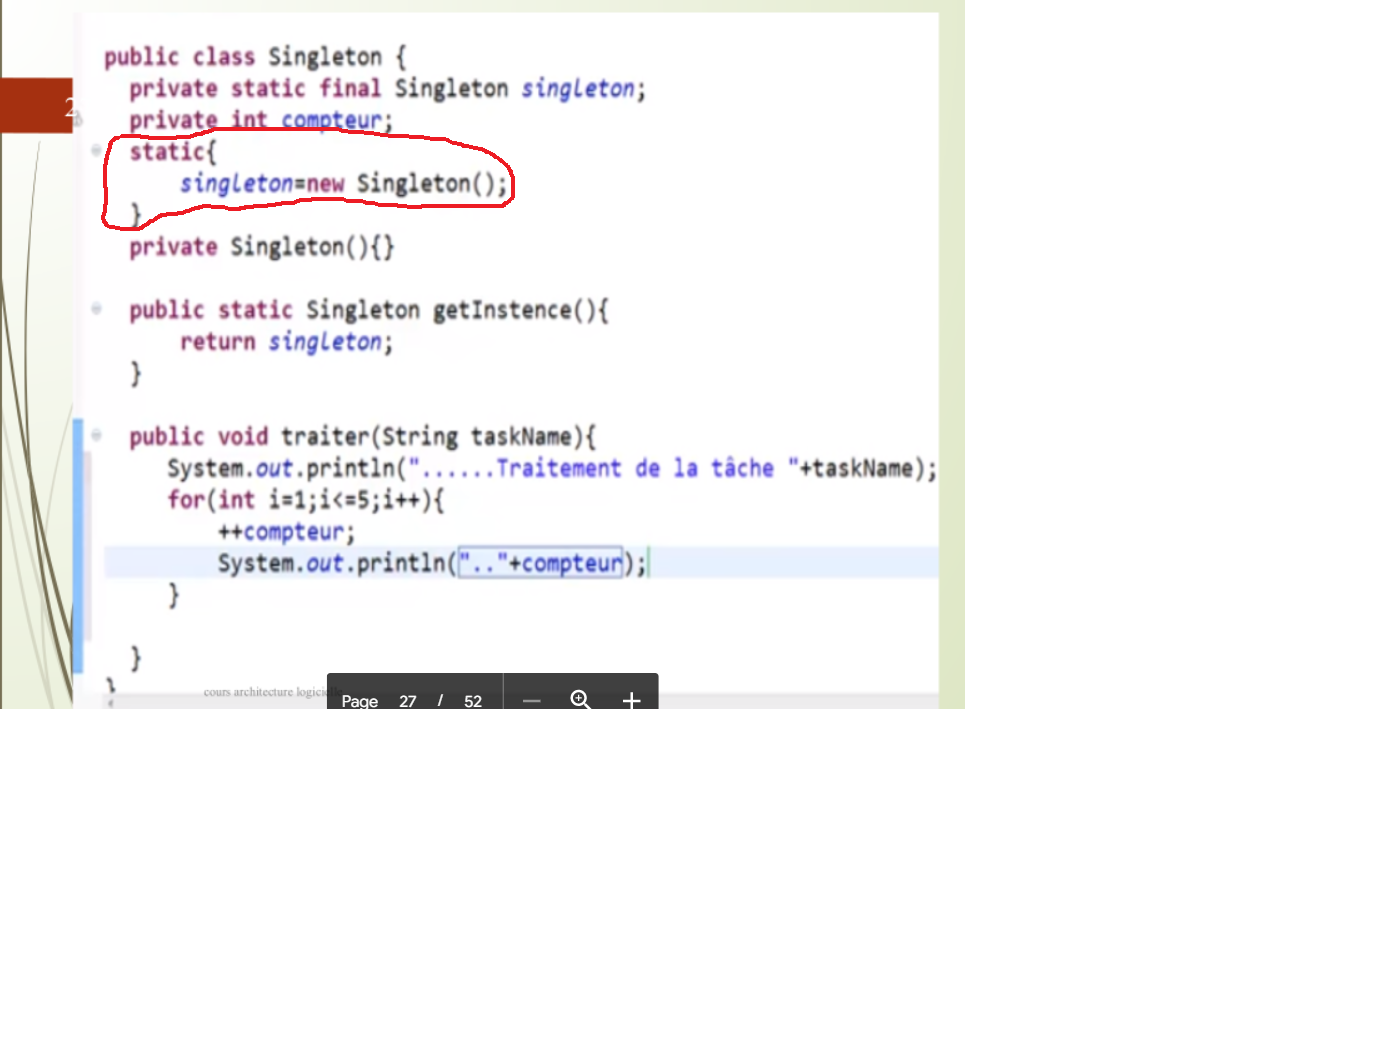 public class Singleton {
private static final Singleton singleton;
2
private int compteur;
static{
singleton=new Singleton();
}
private Singleton(){}
public static Singleton getInstence(){
return singleton;
}
public void traiter(String taskName){
System.out.println("......Traitement de la tâche "+taskName);
for(int i=1;i<=5;i++){
++compteur;
System.out.println(".."+compteur);
}
}
}
cours architecture
Page 27 / 52